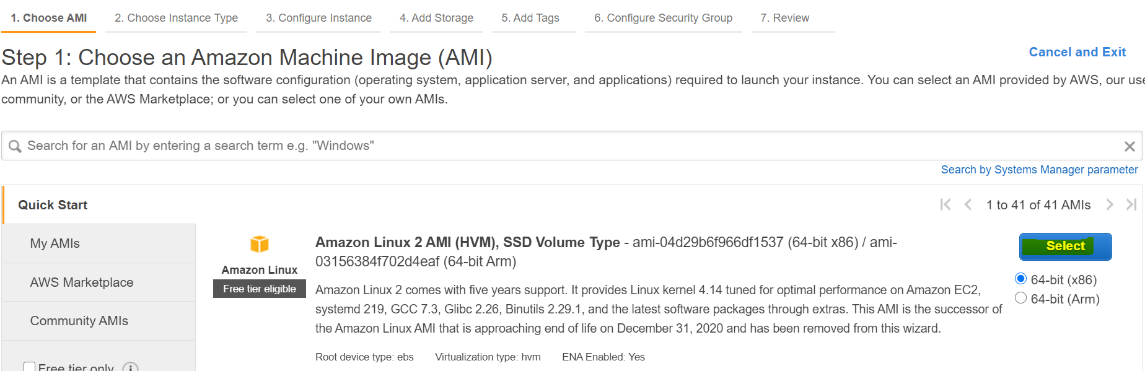 1. Choose AMI 2. Choose Instance Type 3. Configure Instance 4. Add Storage 5. Add Tags 6. Configure Security Group 7. Review
Step 1: Choose an Amazon Machine Image (AMI)
Cancel and Exit
An AMI is a template that contains the software configuration (operating system, application server, and applications) required to launch your instance. You can select an AMI provided by AWS, our
community, or the AWS Marketplace; or you can select one of your own AMIs.
Search for an AMI by entering a search term e.g. "Windows"
Search by Systems Manager parameter
Quick Start
1 to 41 of 41 AMIs
My AMIs
AWS Marketplace
Community AMIs
Free tier only
Amazon Linux
Free tier eligible
Amazon Linux 2 AMI (HVM), SSD Volume Type - ami-04d29b6f966df1537 (64-bit x86) / ami-
03156384f702d4eaf (64-bit Arm)
Amazon Linux 2 comes with five years support. It provides Linux kernel 4.14 tuned for optimal performance on Amazon EC2,
systemd 219, GCC 7.3, Glibc 2.26, Binutils 2.29.1, and the latest software packages through extras. This AMI is the successor of
the Amazon Linux AMI that is approaching end of life on December 31, 2020 and has been removed from this wizard.
Root device type: ebs Virtualization type: hvm ENA Enabled: Yes
Select
64-bit (x86)
64-bit (Arm)